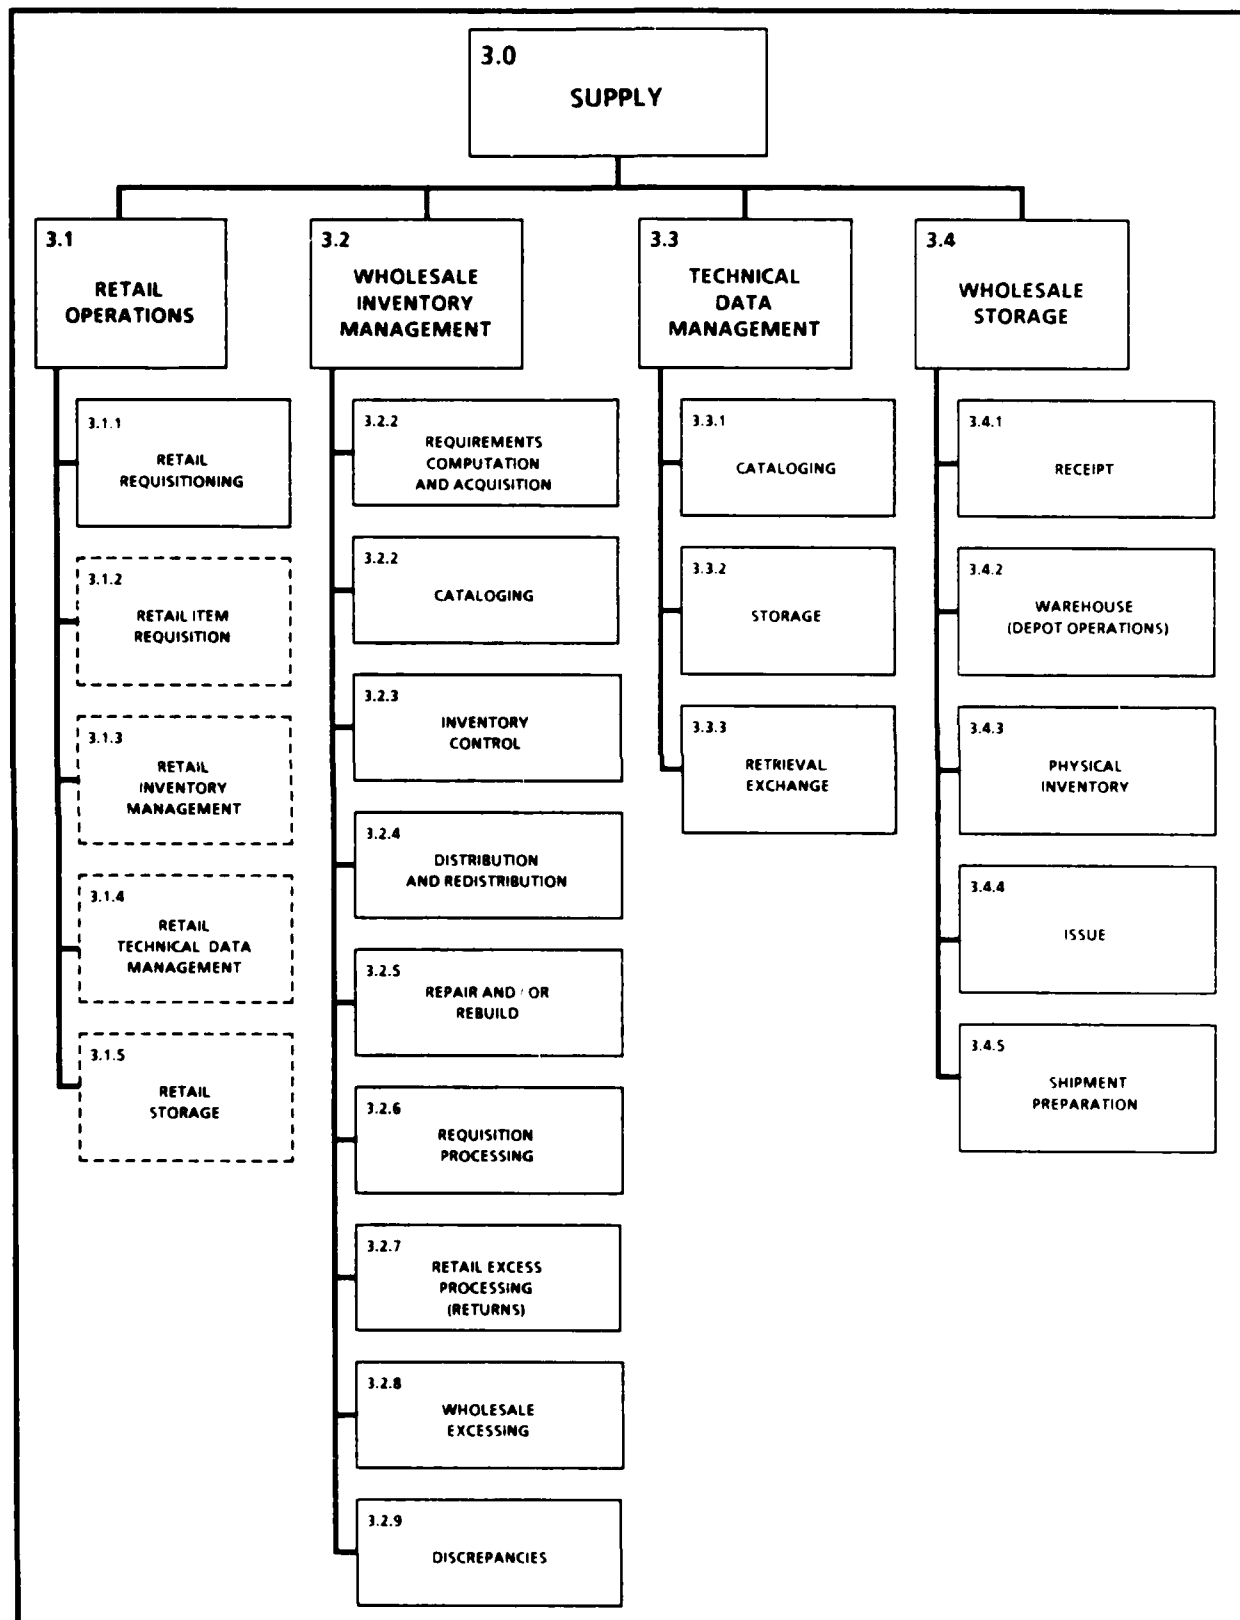 3.0
SUPPLY
3.1
RETAIL
OPERATIONS
3.1.1
RETAIL
REQUISITIONING
3.1.2
RETAIL ITEM
REQUISITION
3.1.3
RETAIL
INVENTORY
MANAGEMENT
3.1.4
RETAIL
TECHNICAL DATA
MANAGEMENT
3.1.5
RETAIL
STORAGE
3.2
WHOLESALE
INVENTORY
MANAGEMENT
3.2.2
REQUIREMENTS
COMPUTATION
AND ACQUISITION
3.2.2
CATALOGING
3.2.3
INVENTORY
CONTROL
3.2.4
DISTRIBUTION
AND REDISTRIBUTION
3.2.5
REPAIR AND / OR
REBUILD
3.2.6
REQUISITION
PROCESSING
3.2.7
RETAIL EXCESS
PROCESSING
(RETURNS)
3.2.8
WHOLESALE
EXCESSING
3.2.9
DISCREPANCIES
3.3
TECHNICAL
DATA
MANAGEMENT
3.3.1
CATALOGING
3.3.2
STORAGE
3.3.3
RETRIEVAL
EXCHANGE
3.4
WHOLESALE
STORAGE
3.4.1
RECEIPT
3.4.2
WAREHOUSE
(DEPOT OPERATIONS)
3.4.3
PHYSICAL
INVENTORY
3.4.4
ISSUE
3.4.5
SHIPMENT
PREPARATION